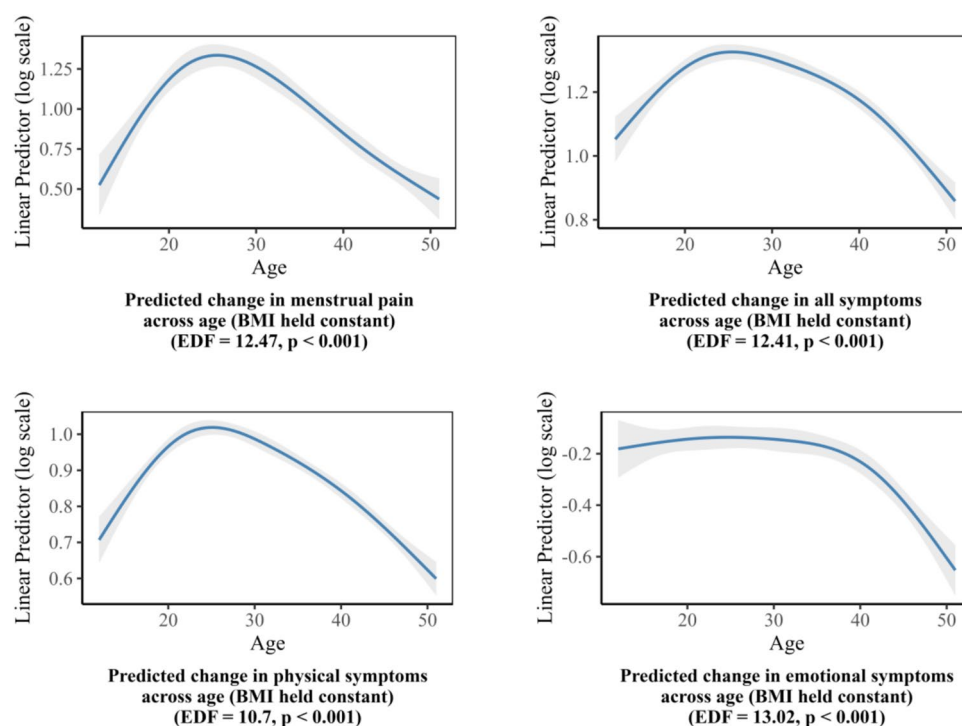 Linear Predictor (log scale)
1.25
1.00
0.75
0.50
20
30
40
50
Age
Predicted change in menstrual pain
across age (BMI held constant)
(EDF = 12.47, p < 0.001)
Linear Predictor (log scale)
1.2
1.0
0.8
20
30
40
50
Age
Predicted change in all symptoms
across age (BMI held constant)
(EDF = 12.41, p < 0.001)
Linear Predictor (log scale)
1.0
0.9
0.8
0.7
0.6
20
30
40
50
Age
Predicted change in physical symptoms
across age (BMI held constant)
(EDF = 10.7, p < 0.001)
Linear Predictor (log scale)
-0.2
-0.4
-0.6
20
30
40
50
Age
Predicted change in emotional symptoms
across age (BMI held constant)
(EDF = 13.02, p < 0.001)